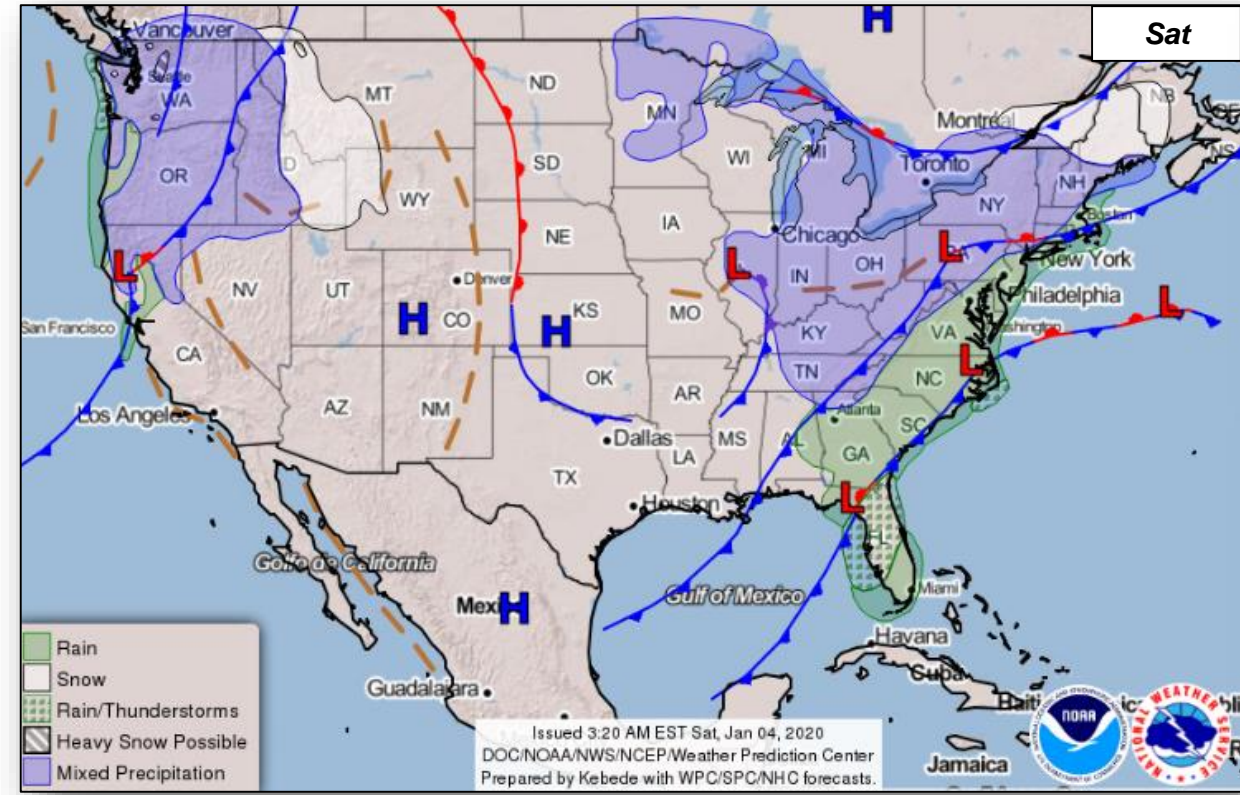 Sat
H
Vancouver
Seattle
WA
MT
ND
MN
Montréal
NB
NS
OR
SD
WI
MI
Toronto
NH
WY
IA
NY
Boston
L
NE
Chicago
L
IN
OH
L
PA
New York
NV
UT
Denver
CO
H
H
KS
MO
Philadelphia
L
San Francisco
KY
VA
Washington
CA
TN
NC
L
OK
AR
Los Angeles
AZ
NM
Atlanta
SC
Dallas
MS
AL
GA
LA
TX
Houston
L
FL
Golfo de California
Gulf of Mexico
Miami
H
Havana
Cuba
Guadalajara
Jamaica
Rain
Snow
Rain/Thunderstorms
Heavy Snow Possible
Mixed Precipitation
Issued 3:20 AM EST Sat, Jan 04, 2020
DOC/NOAA/NWS/NCEP/Weather Prediction Center
Prepared by Kebede with WPC/SPC/NHC forecasts.
NOAA
NATIONAL WEATHER SERVICE